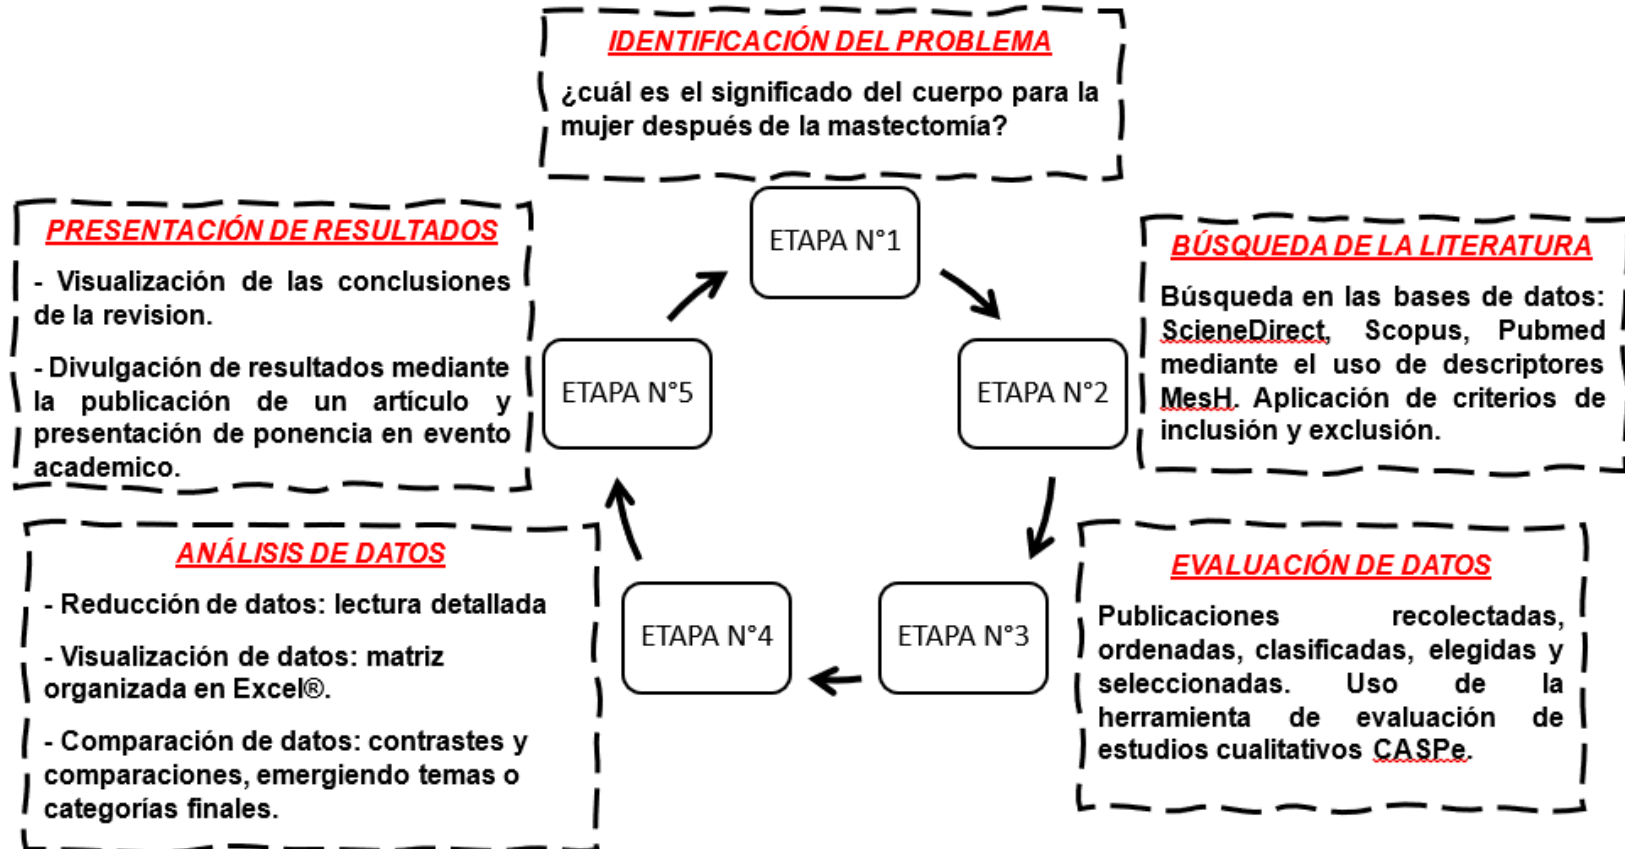 IDENTIFICACIÓN DEL PROBLEMA
¿cuál es el significado del cuerpo para la
mujer después de la mastectomía?
ETAPA N°1
BÚSQUEDA DE LA LITERATURA
Búsqueda en las bases de datos:
ScieneDirect, Scopus, Pubmed
mediante el uso de descriptores
MesH. Aplicación de criterios de
inclusión y exclusión.
ETAPA N°2
EVALUACIÓN DE DATOS
Publicaciones recolectadas,
ordenadas, clasificadas, elegidas y
seleccionadas. Uso de la
herramienta de evaluación de
estudios cualitativos CASPe.
ETAPA N°3
ANÁLISIS DE DATOS
- Reducción de datos: lectura detallada
- Visualización de datos: matriz
organizada en Excel®.
- Comparación de datos: contrastes y
comparaciones, emergiendo temas o
categorías finales.
ETAPA N°4
PRESENTACIÓN DE RESULTADOS
- Visualización de las conclusiones
de la revision.
- Divulgación de resultados mediante
la publicación de un artículo y
presentación de ponencia en evento
academico.
ETAPA N°5